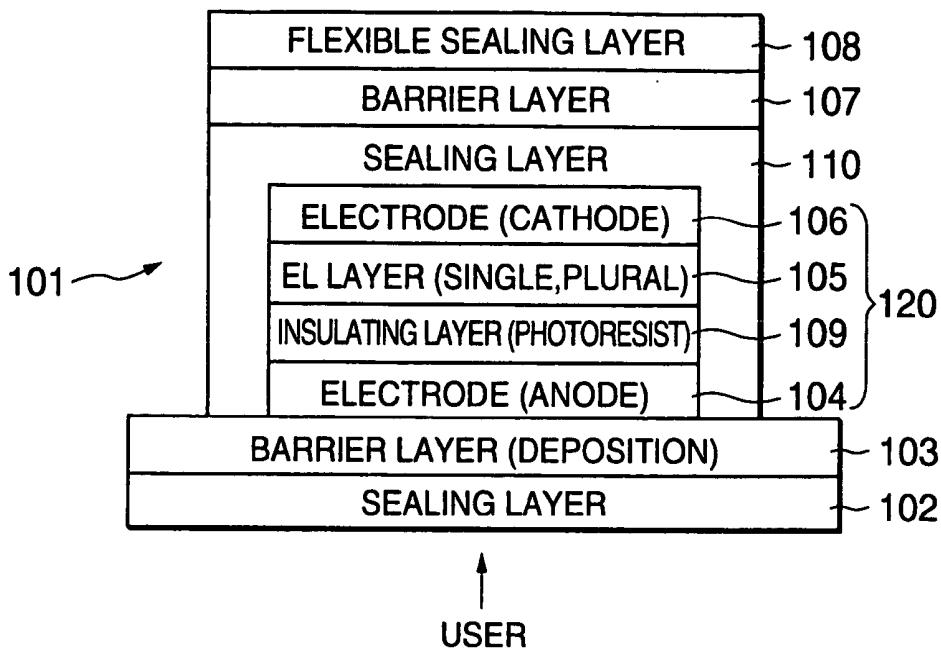 FLEXIBLE SEALING LAYER 108
BARRIER LAYER 107
SEALING LAYER 110
ELECTRODE (CATHODE) 106
EL LAYER (SINGLE,PLURAL) 105
101
120
INSULATING LAYER (PHOTORESIST) 109
ELECTRODE (ANODE) 104
BARRIER LAYER (DEPOSITION) 103
SEALING LAYER 102
USER